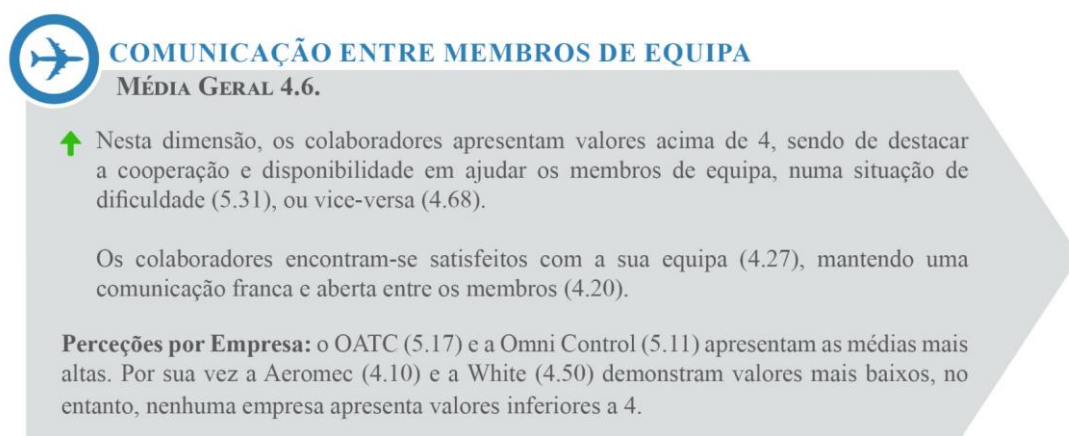 COMUNICAÇÃO ENTRE MEMBROS DE EQUIPA
MÉDIA GERAL 4.6.
Nesta dimensão, os colaboradores apresentam valores acima de 4, sendo de destacar
a cooperação e disponibilidade em ajudar os membros de equipa, numa situação de
dificuldade (5.31), ou vice-versa (4.68).
Os colaboradores encontram-se satisfeitos com a sua equipa (4.27), mantendo uma
comunicação franca e aberta entre os membros (4.20).
Perceções por Empresa: o OATC (5.17) e a Omni Control (5.11) apresentam as médias mais
altas. Por sua vez a Aeromec (4.10) e a White (4.50) demonstram valores mais baixos, no
entanto, nenhuma empresa apresenta valores inferiores a 4.